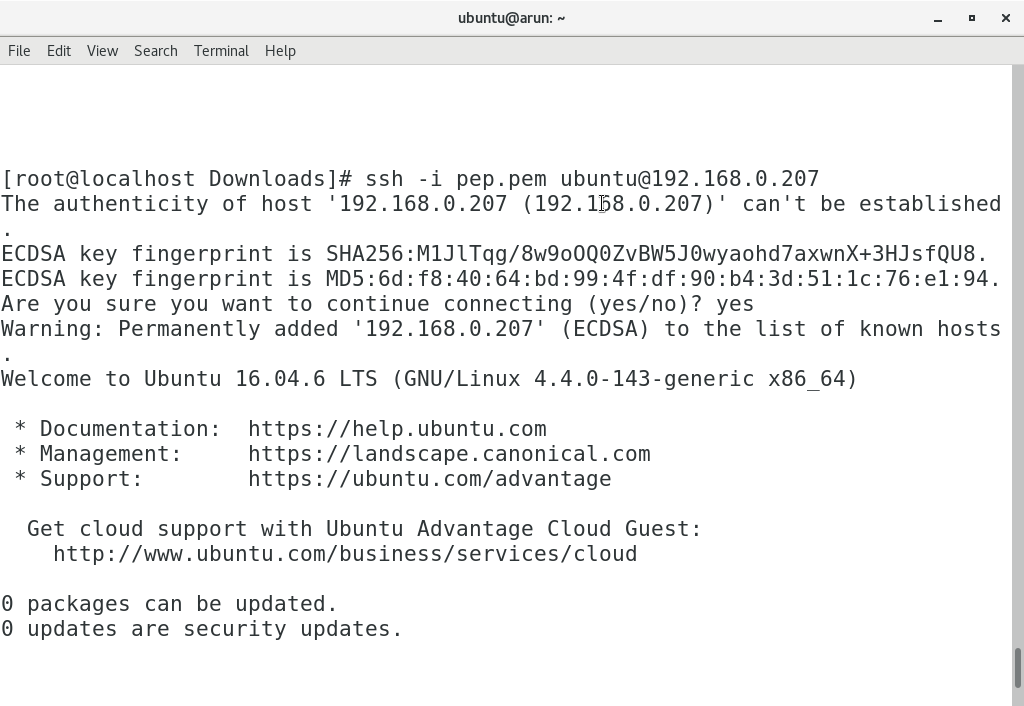 ubuntu@arun: ~
File Edit View Search Terminal Help
[root@localhost Downloads]# ssh -i pep.pem ubuntu@192.168.0.207
The authenticity of host '192.168.0.207 (192.168.0.207)' can't be established
.
ECDSA key fingerprint is SHA256:M1JlTqg/8w9oOQ0ZvBW5J0wyaohd7axwnX+3HJsfQU8.
ECDSA key fingerprint is MD5:6d:f8:40:64:bd:99:4f:df:90:b4:3d:51:1c:76:e1:94.
Are you sure you want to continue connecting (yes/no)? yes
Warning: Permanently added '192.168.0.207' (ECDSA) to the list of known hosts
.
Welcome to Ubuntu 16.04.6 LTS (GNU/Linux 4.4.0-143-generic x86_64)
 * Documentation:  https://help.ubuntu.com
 * Management:     https://landscape.canonical.com
 * Support:        https://ubuntu.com/advantage
  Get cloud support with Ubuntu Advantage Cloud Guest:
    http://www.ubuntu.com/business/services/cloud
0 packages can be updated.
0 updates are security updates.